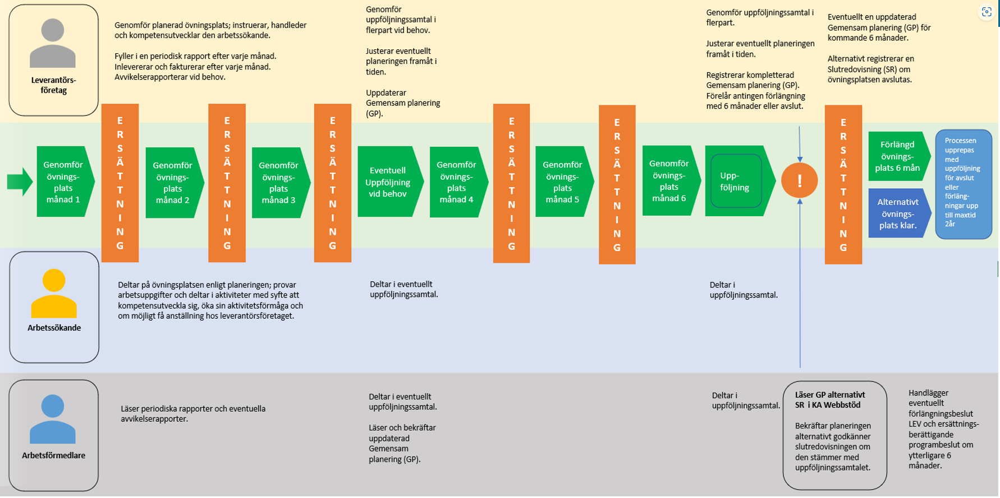 Leverantörs-
företag
Genomför planerad övningsplats; instruerar, handleder
och kompetensutvecklar den arbetssökande.
Fyller i en periodisk rapport efter varje månad.
Inlevererar och fakturerar efter varje månad.
Avvikelserapporterar vid behov.
Genomför
uppföljningssamtal i
flerpart vid behov.
Justerar eventuellt
planeringen framåt i
tiden.
Uppdaterar
Gemensam planering
(GP).
Genomför uppföljningssamtal i
flerpart.
Justerar eventuellt planeringen
framåt i tiden.
Registrerar kompletterad
Gemensam planering (GP).
Förelår antingen förlängning
med 6 månader eller avslut.
Eventuellt en uppdaterad
Gemensam planering (GP) för
kommande 6 månader.
Alternativt registrerar en
Slutredovisning (SR) om
övningsplatsen avslutas.
Genomför
övnings-
plats
månad 1
E
R
S
Ä
T
T
N
I
N
G
Genomför
övnings-
plats
månad 2
E
R
S
Ä
T
T
N
I
N
G
Genomför
övnings-
plats
månad 3
E
R
S
Ä
T
T
N
I
N
G
Eventuell
Uppföljning
vid behov
Genomför
övnings-
plats
månad 4
E
R
S
Ä
T
T
N
I
N
G
Genomför
övnings-
plats
månad 5
E
R
S
Ä
T
T
N
I
N
G
Genomför
övnings-
plats
månad 6
Upp-
följning
!
E
R
S
Ä
T
T
N
I
N
G
Förlängd
övnings-
plats 6 mån
Alternativt
övnings-
plats klar.
Processen
upprepas
med
uppföljning
för avslut
eller
förläng-
ningar upp
till maxtid
2år
Arbetssökande
Deltar på övningsplatsen enligt planeringen; provar
arbetsuppgifter och deltar i aktiviteter med syfte att
kompetensutveckla sig, öka sin aktivitetsförmåga och
om möjligt få anställning hos leverantörsföretaget.
Deltar i eventuellt
uppföljningssamtal.
Deltar i
uppföljningssamtal.
Arbetsförmedlare
Läser periodiska rapporter och eventuella
avvikelserapporter.
Deltar i eventuellt
uppföljningssamtal.
Läser och bekräftar
uppdaterad
Gemensam
planering (GP).
Deltar i
uppföljningssamtal.
Läser GP alternativt
SR i KA Webbstöd
Bekräftar planeringen
alternativt godkänner
slutredovisningen om
den stämmer med
uppföljningssamtalet.
Handlägger
eventuellt
förlängningsbeslut
LEV och ersättnings-
berättigande
programbeslut om
ytterligare 6
månader.